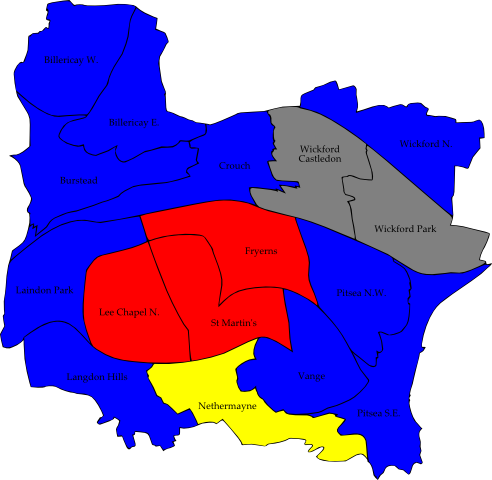 Billericay W.
Billericay E.
Wickford N.
Wickford
Castledon
Crouch
Burstead
Wickford Park
Fryerns
Laindon Park
Pitsea N.W.
Lee Chapel N.
St Martin's
Langdon Hills
Vange
Nethermayne
Pitsea S.E.